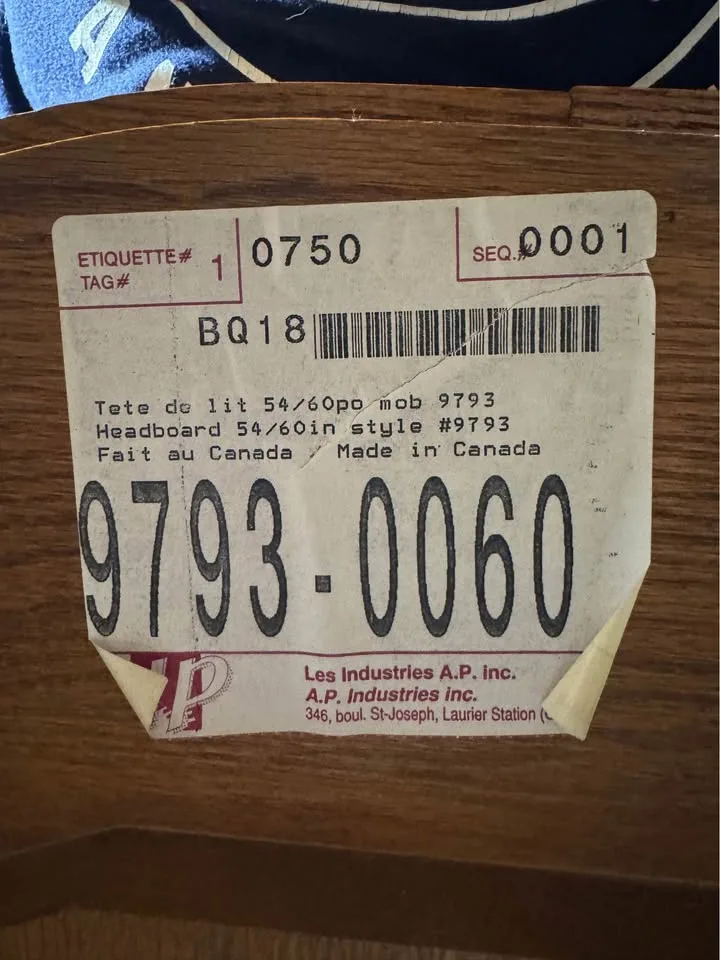 ETIQUETTE#
TAG# 1
0750
SEQ.# 0001
BQ18
Tete de lit 54/60po mob 9793
Headboard 54/60in style #9793
Fait au Canada / Made in Canada
9793-0060
Les Industries A.P. inc.
A.P. Industries inc.
346, boul. St-Joseph, Laurier Station (